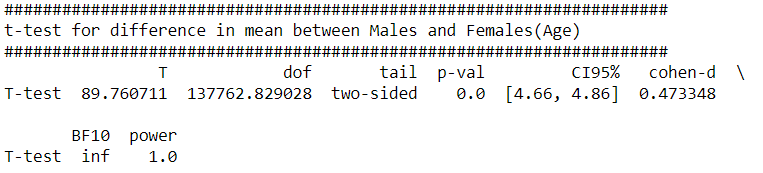 ####################################################################
t-test for difference in mean between Males and Females(Age)
####################################################################
T dof tail p-val CI95% cohen-d \
T-test 89.760711 137762.829028 two-sided 0.0 [4.66, 4.86] 0.473348
BF10 power
T-test inf 1.0